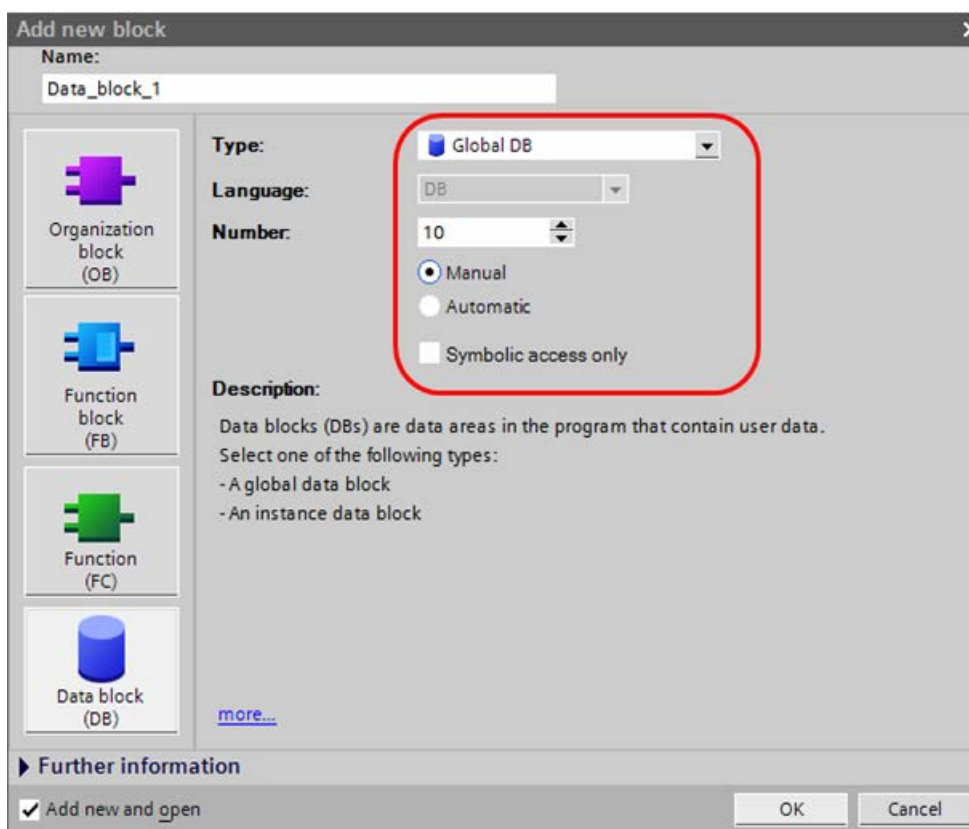 Add new block
Name:
Data_block_1
Organization
block
(OB)
Function
block
(FB)
Function
(FC)
Data block
(DB)
Type:
Global DB
Language:
DB
Number:
10
Manual
Automatic
Symbolic access only
Description:
Data blocks (DBs) are data areas in the program that contain user data.
Select one of the following types:
- A global data block
- An instance data block
more...
Further information
Add new and open
OK
Cancel